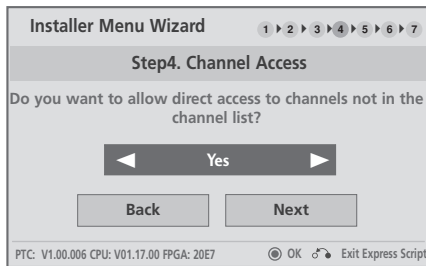 Installer Menu Wizard
1 2 3 4 5 6 7
Step4. Channel Access
Do you want to allow direct access to channels not in the
channel list?
Yes
Back Next
PTC: V1.00.006 CPU: V01.17.00 FPGA: 20E7 OK Exit Express Script